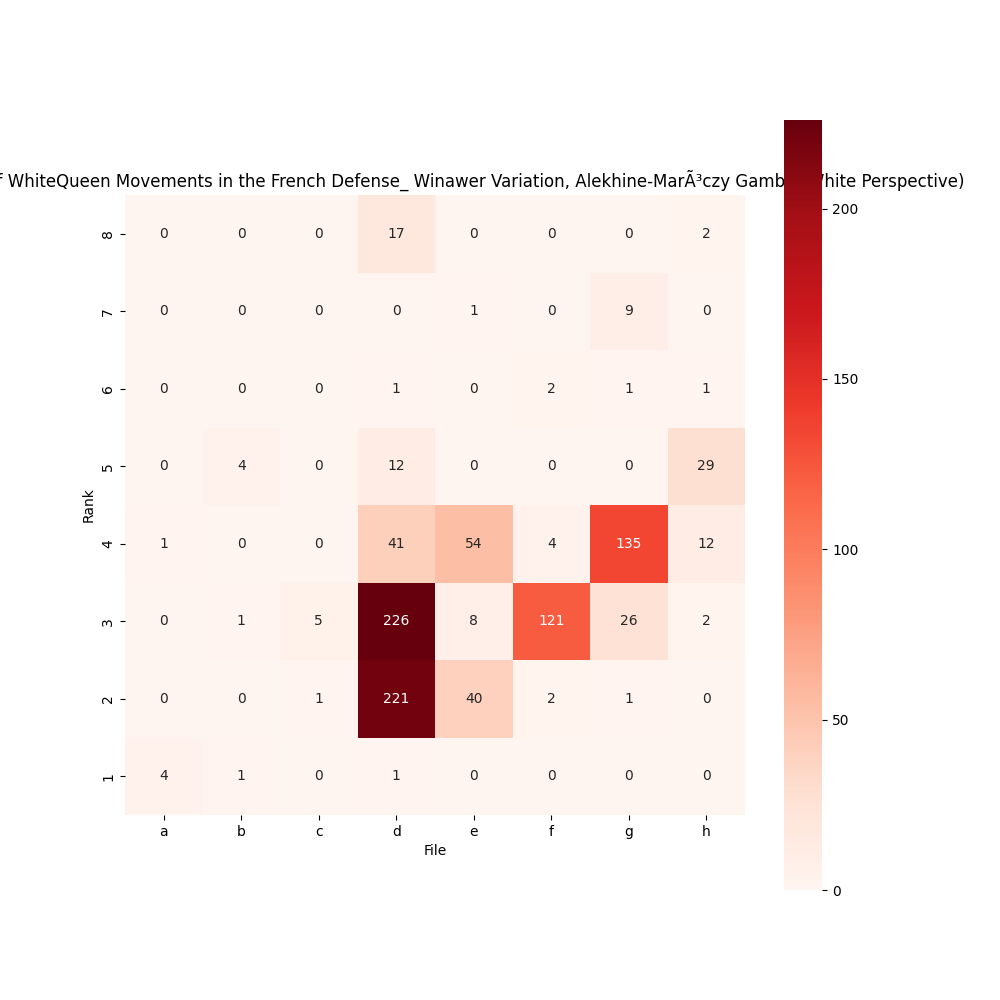 f WhiteQueen Movements in the French Defense_ Winawer Variation, Alekhine-MarÃ³czy Gamb White Perspective)
8 0 0 0 17 0 0 0 2
7 0 0 0 0 1 0 9 0
6 0 0 0 1 0 2 1 1
5 0 4 0 12 0 0 0 29
4 1 0 0 41 54 4 135 12
3 0 1 5 226 8 121 26 2
2 0 0 1 221 40 2 1 0
1 4 1 0 1 0 0 0 0
a b c d e f g h
File
Rank
200
150
100
50
0